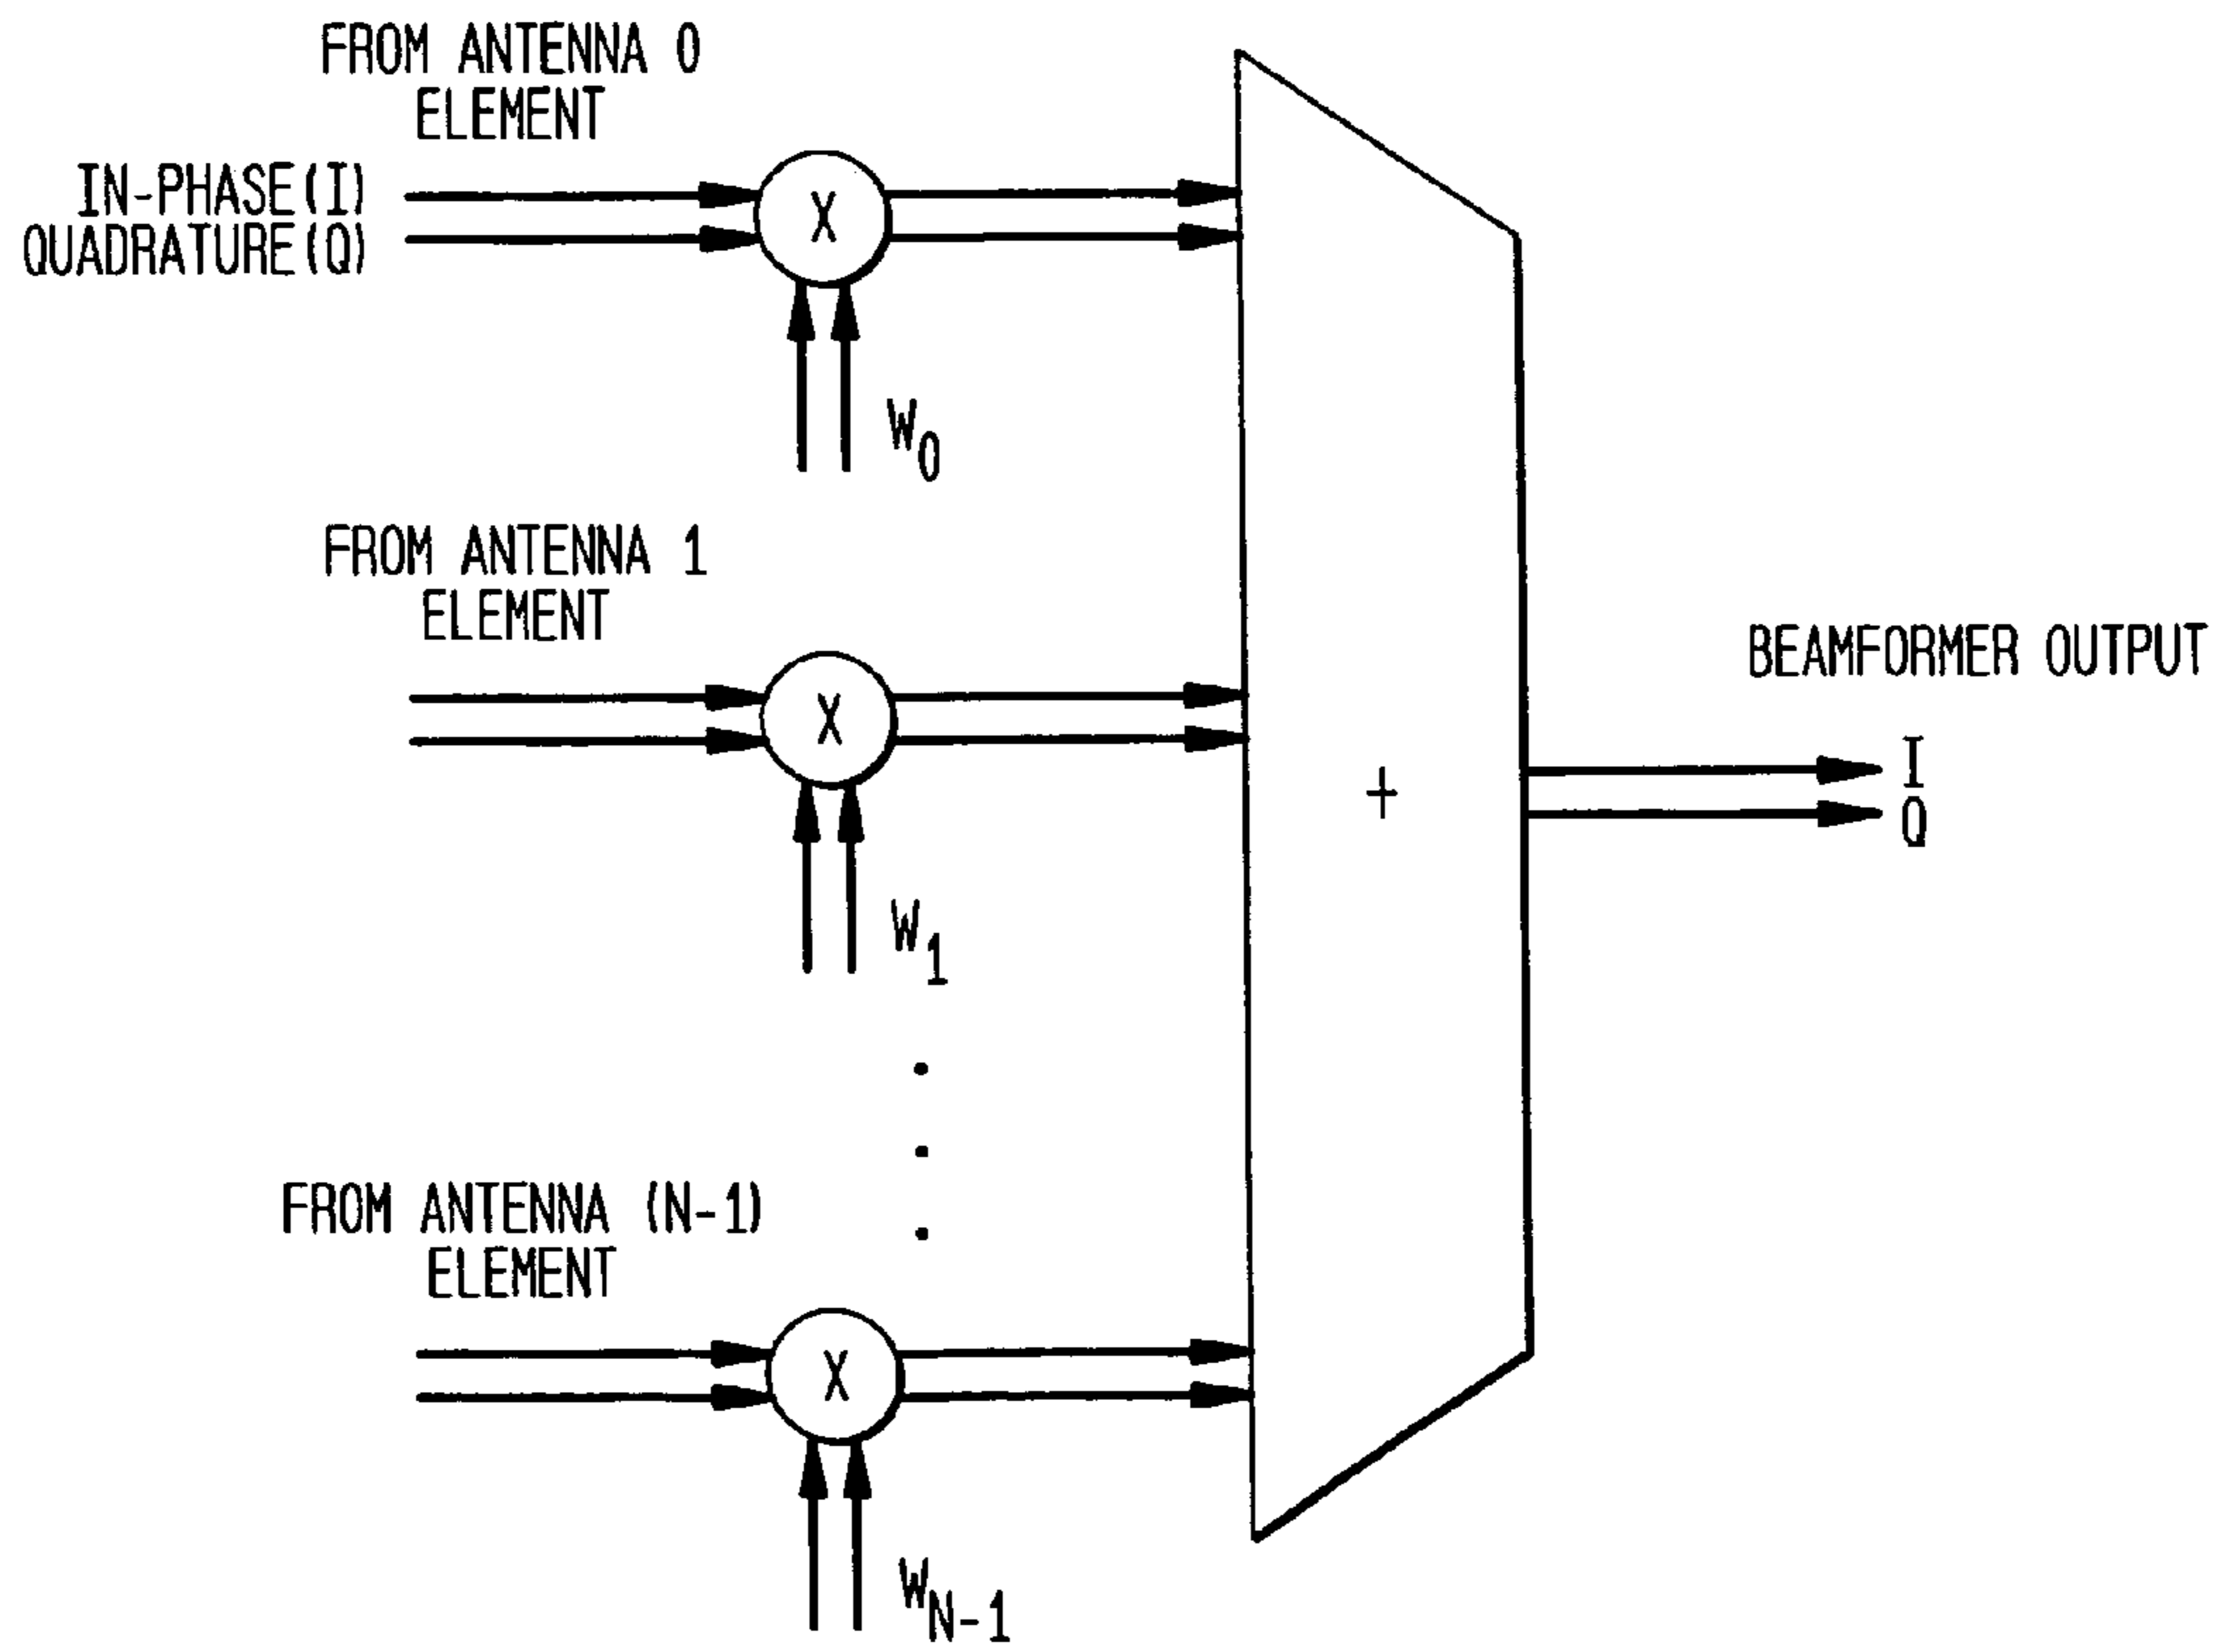 FROM ANTENNA 0
ELEMENT
IN-PHASE(I)
QUADRATURE(Q)
X
W0
FROM ANTENNA 1
ELEMENT
X
W1
BEAMFORMER OUTPUT
+
I
Q
FROM ANTENNA (N-1)
ELEMENT
X
WN-1